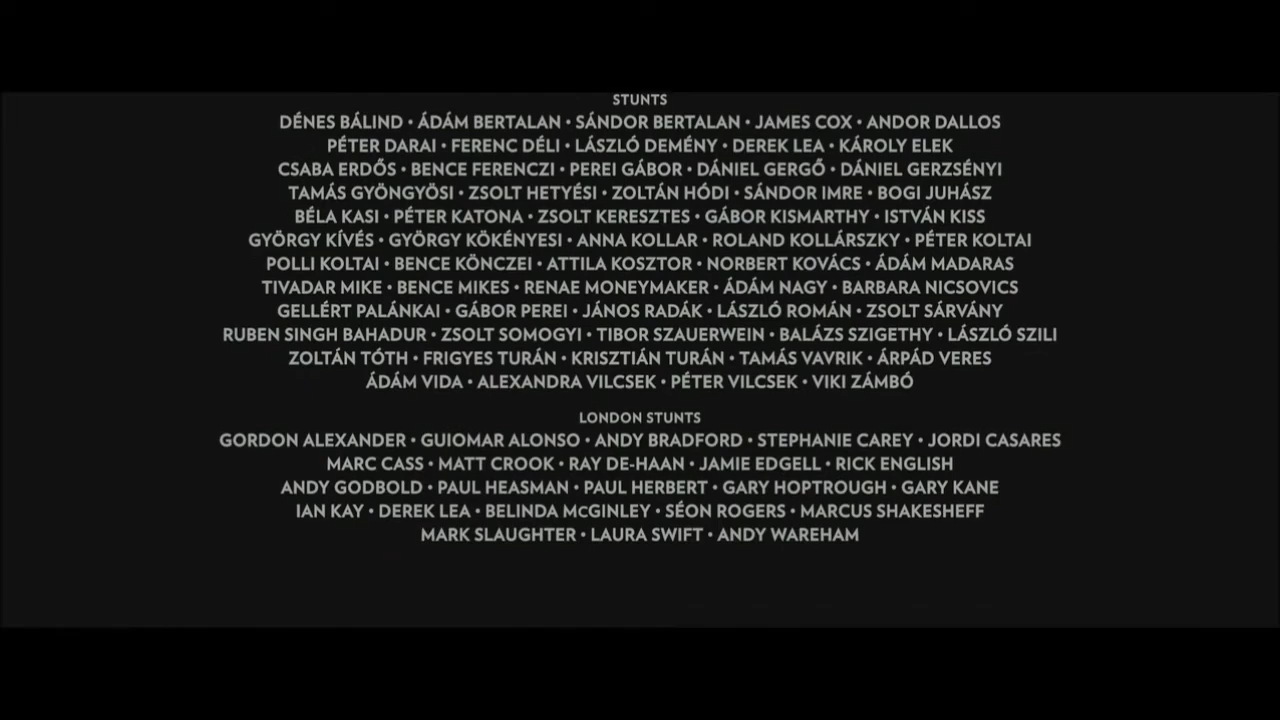 STUNTS
DÉNES BÁLIND • ÁDÁM BERTALAN • SÁNDOR BERTALAN • JAMES COX • ANDOR DALLOS
PÉTER DARAI • FERENC DÉLI • LÁSZLÓ DEMÉNY • DEREK LEA • KÁROLY ELEK
CSABA ERDŐS • BENCE FERENCZI • PEREI GÁBOR • DÁNIEL GERGŐ • DÁNIEL GERZSÉNYI
TAMÁS GYÖNGYÖSI • ZSOLT HETYÉSI • ZOLTÁN HÓDI • SÁNDOR IMRE • BOGI JUHÁSZ
BÉLA KASI • PÉTER KATONA • ZSOLT KERESZTES • GÁBOR KISMARTHY • ISTVÁN KISS
GYÖRGY KÍVÉS • GYÖRGY KÖKÉNYESI • ANNA KOLLAR • ROLAND KOLLÁRSZKY • PÉTER KOLTAI
POLLI KOLTAI • BENCE KÖNCZEI • ATTILA KOSZTOR • NORBERT KOVÁCS • ÁDÁM MADARAS
TIVADAR MIKE • BENCE MIKES • RENAE MONEYMAKER • ÁDÁM NAGY • BARBARA NICSOVICS
GELLÉRT PALÁNKAI • GÁBOR PEREI • JÁNOS RADÁK • LÁSZLÓ ROMÁN • ZSOLT SÁRVÁNY
RUBEN SINGH BAHADUR • ZSOLT SOMOGYI • TIBOR SZAUERWEIN • BALÁZS SZIGETHY • LÁSZLÓ SZILI
ZOLTÁN TÓTH • FRIGYES TURÁN • KRISZTIÁN TURÁN • TAMÁS VAVRIK • ÁRPÁD VERES
ÁDÁM VIDA • ALEXANDRA VILCSEK • PÉTER VILCSEK • VIKI ZÁMBÓ
LONDON STUNTS
GORDON ALEXANDER • GUIOMAR ALONSO • ANDY BRADFORD • STEPHANIE CAREY • JORDI CASARES
MARC CASS • MATT CROOK • RAY DE-HAAN • JAMIE EDGELL • RICK ENGLISH
ANDY GODBOLD • PAUL HEASMAN • PAUL HERBERT • GARY HOPTROUGH • GARY KANE
IAN KAY • DEREK LEA • BELINDA McGINLEY • SÉON ROGERS • MARCUS SHAKESHEFF
MARK SLAUGHTER • LAURA SWIFT • ANDY WAREHAM